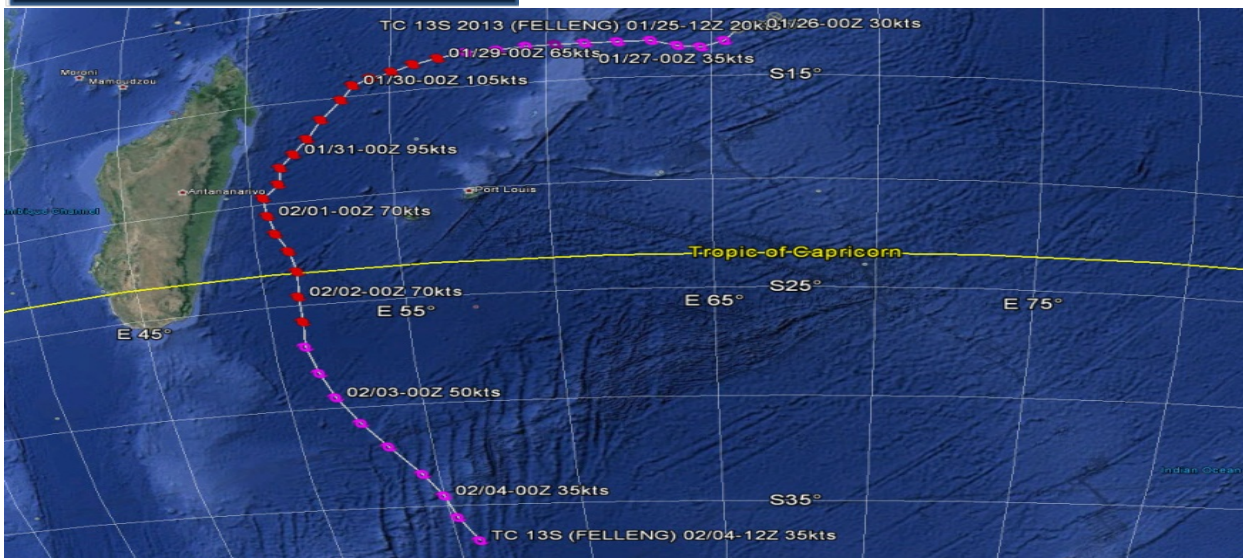 TC 13S 2013 (FELLENG) 01/25-12Z 20kts
01/26-00Z 30kts
01/29-00Z 65kts
01/27-00Z 35kts
S15°
Moroni
Mamoudzou
01/30-00Z 105kts
01/31-00Z 95kts
Antananarivo
Port Louis
02/01-00Z 70kts
Tropic of Capricorn
02/02-00Z 70kts
S25°
E 45°
E 55°
E 65°
E 75°
02/03-00Z 50kts
Indian Ocean
02/04-00Z 35kts
S35°
TC 13S (FELLENG) 02/04-12Z 35kts